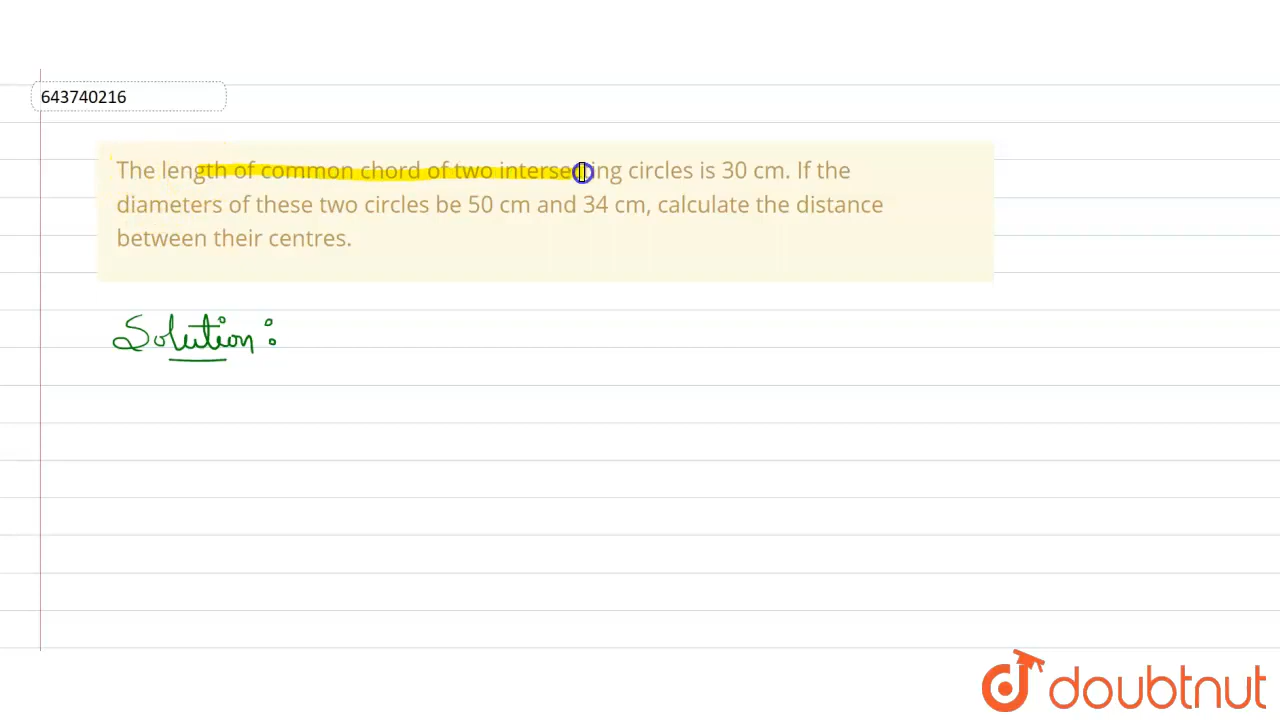 643740216
The length of common chord of two intersecting circles is 30 cm. If the
diameters of these two circles be 50 cm and 34 cm, calculate the distance
between their centres.
Solution :
doubtnut